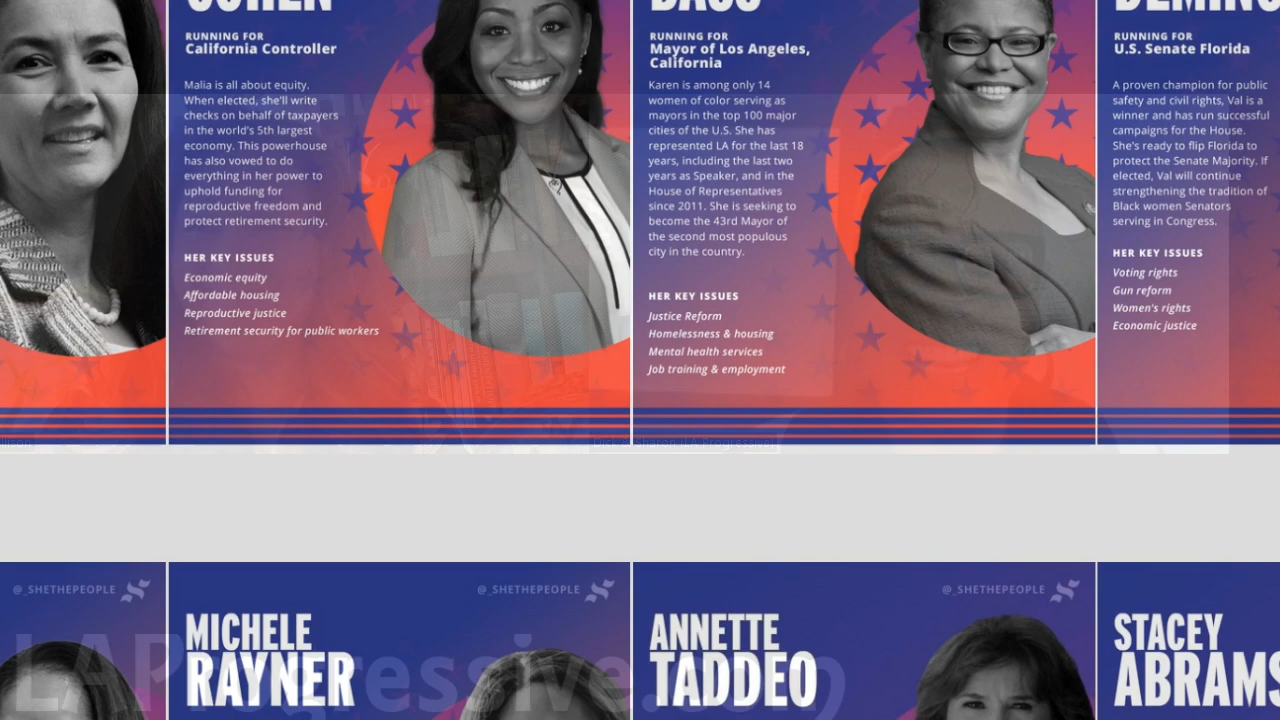 COHEN
RUNNING FOR
California Controller
Malia is all about equity.
When elected, she'll write
checks on behalf of taxpayers
in the world's 5th largest
economy. This powerhouse
has also vowed to do
everything in her power to
uphold funding for
reproductive freedom and
protect retirement security.
HER KEY ISSUES
Economic equity
Affordable housing
Reproductive justice
Retirement security for public workers
BASS
RUNNING FOR
Mayor of Los Angeles,
California
Karen is among only 14
women of color serving as
mayors in the top 100 major
cities of the U.S. She has
represented LA for the last 18
years, including the last two
years as Speaker, and in the
House of Representatives
since 2011. She is seeking to
become the 43rd Mayor of
the second most populous
city in the country.
HER KEY ISSUES
Justice Reform
Homelessness & housing
Mental health services
Job training & employment
RUNNING FOR
U.S. Senate Florida
A proven champion for public
safety and civil rights, Val is a
winner and has run successful
campaigns for the House.
She's ready to flip Florida to
protect the Senate Majority. If
elected, Val will continue
strengthening the tradition of
Black women Senators
serving in Congress.
HER KEY ISSUES
Voting rights
Gun reform
Women's rights
Economic justice
Dick & Sharon (LA Progressive)
@_SHETHEPEOPLE
@_SHETHEPEOPLE
MICHELE
RAYNER
@_SHETHEPEOPLE
ANNETTE
TADDEO
STACEY
ABRAMS
LAProgressive.com